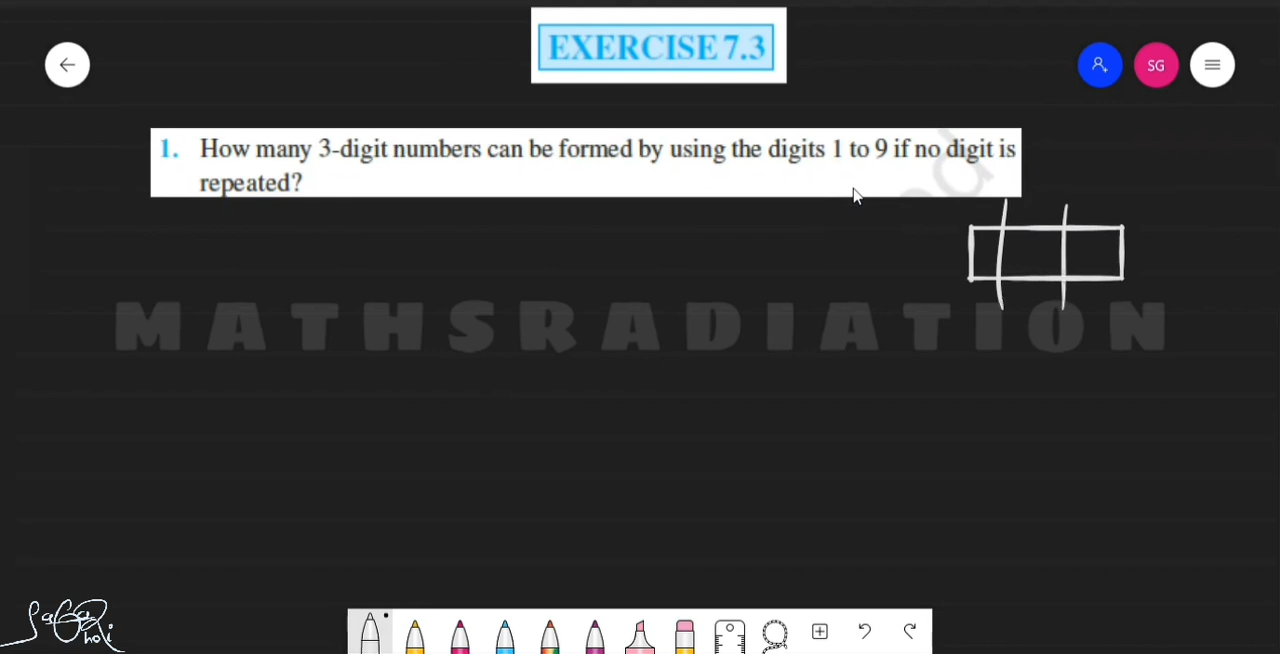 EXERCISE 7.3
SG
1. How many 3-digit numbers can be formed by using the digits 1 to 9 if no digit is
repeated?
MATHSRADIATION